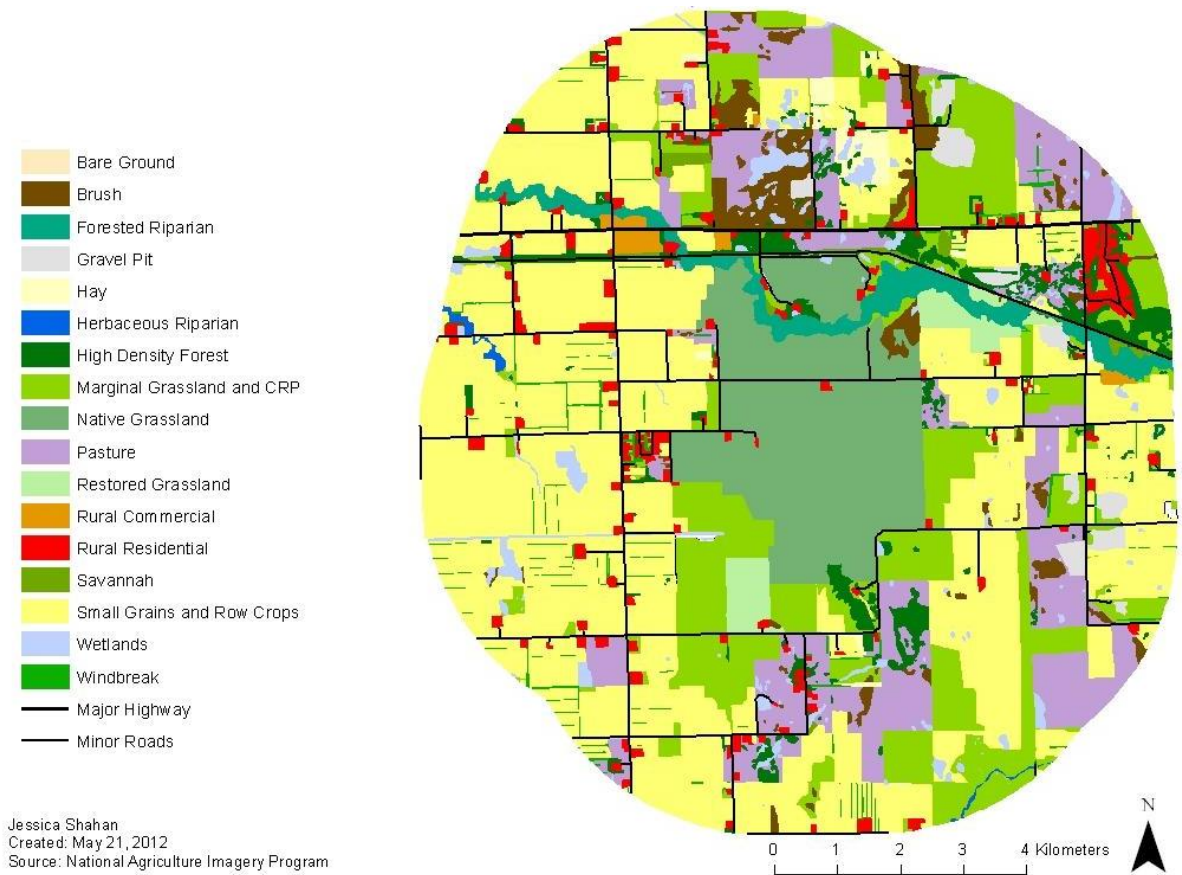 Bare Ground
Brush
Forested Riparian
Gravel Pit
Hay
Herbaceous Riparian
High Density Forest
Marginal Grassland and CRP
Native Grassland
Pasture
Restored Grassland
Rural Commercial
Rural Residential
Savannah
Small Grains and Row Crops
Wetlands
Windbreak
Major Highway
Minor Roads
Jessica Shahan
Created: May 21, 2012
Source: National Agriculture Imagery Program
0 1 2 3 4 Kilometers
N